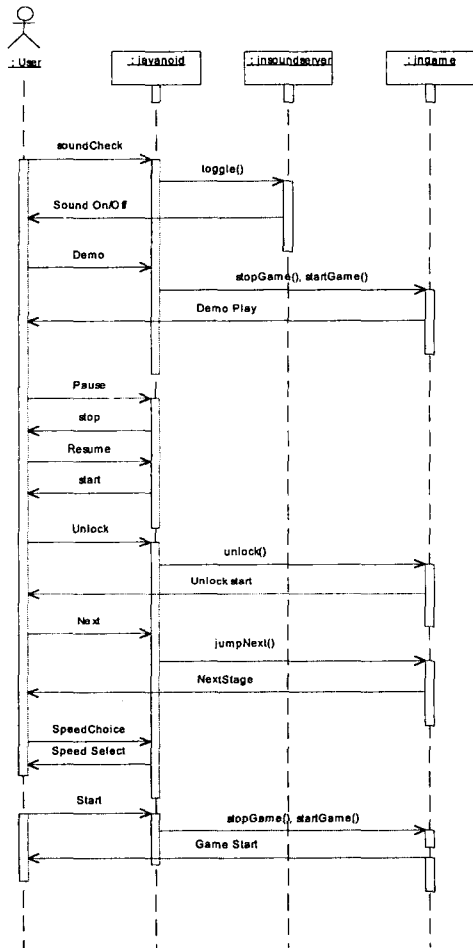 : User
: javanoid
: jnsoundserver
: jngame
soundCheck
toggle()
Sound On/Off
Demo
stopGame(), startGame()
Demo Play
Pause
stop
Resume
start
Unlock
unlock()
Unlock start
Next
jumpNext()
NextStage
SpeedChoice
Speed Select
Start
stopGame(), startGame()
Game Start